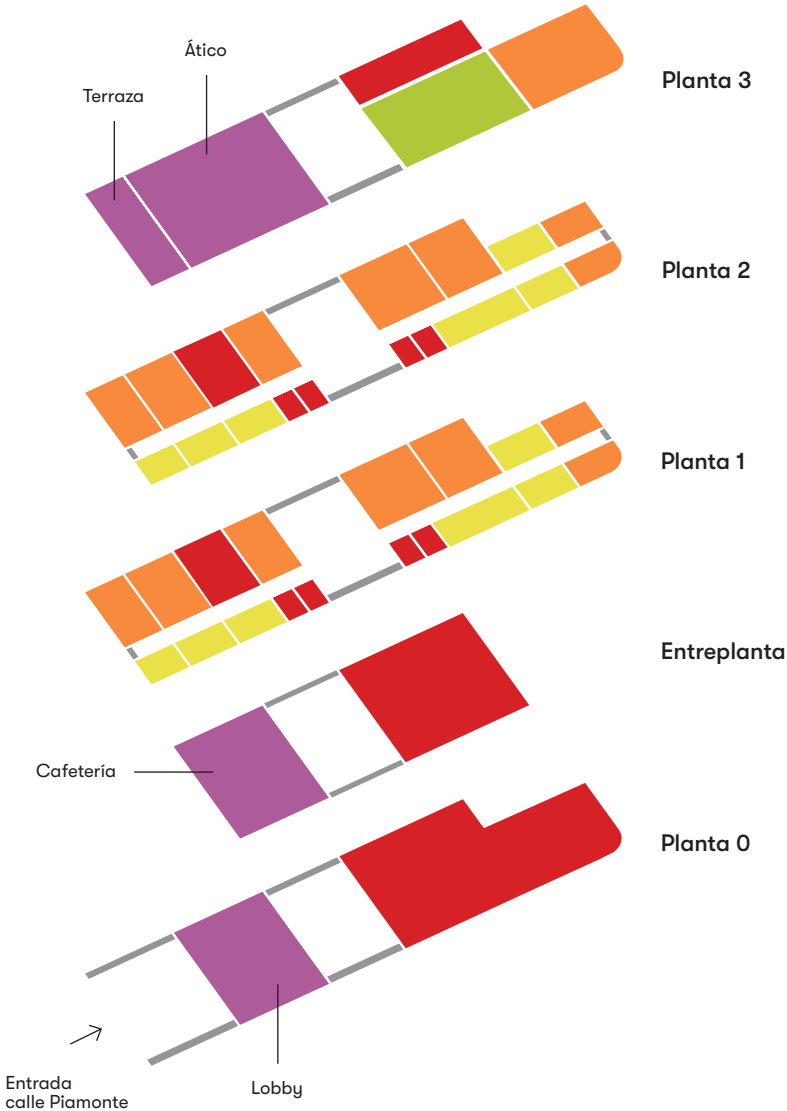 Ático
Terraza
Planta 3
Planta 2
Planta 1
Entreplanta
Cafetería
Planta 0
Entrada
calle Piamonte
Lobby